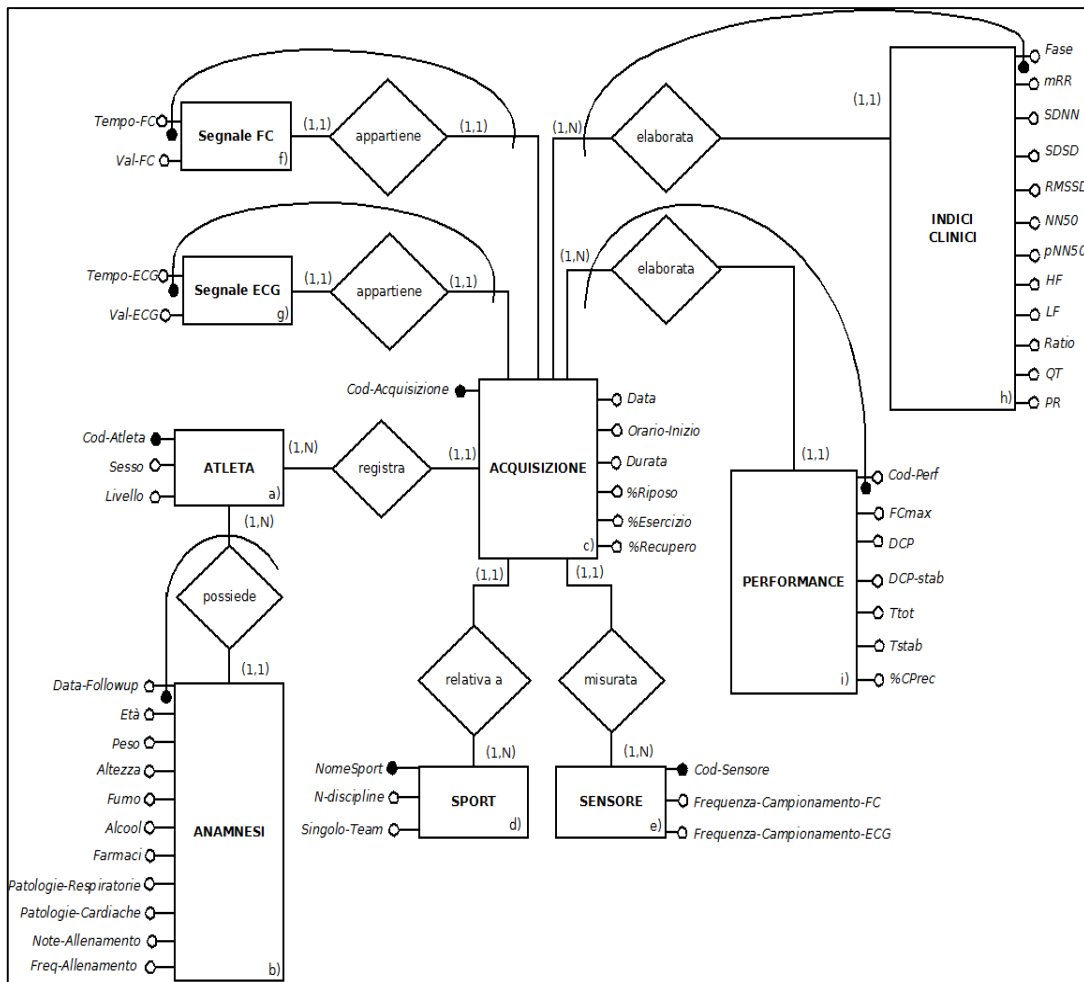 Tempo-FC
Val-FC
Segnale FC
f)
(1,1)
appartiene
(1,1)
(1,N)
elaborata
(1,1)
INDICI
CLINICI
h)
Fase
mRR
SDNN
SDSD
RMSSD
NN50
pNN50
HF
LF
Ratio
QT
PR
Tempo-ECG
Val-ECG
Segnale ECG
g)
(1,1)
appartiene
(1,1)
(1,N)
elaborata
(1,1)
Cod-Acquisizione
ACQUISIZIONE
c)
Data
Orario-Inizio
Durata
%Riposo
%Esercizio
%Recupero
Cod-Atleta
Sesso
Livello
ATLETA
a)
(1,N)
registra
(1,1)
(1,N)
possiede
(1,1)
PERFORMANCE
i)
Cod-Perf
FCmax
DCP
DCP-stab
Ttot
Tstab
%CPrec
(1,1)
relativa a
(1,N)
(1,1)
misurata
(1,N)
Data-Followup
Età
Peso
Altezza
Fumo
Alcool
Farmaci
Patologie-Respiratorie
Patologie-Cardiache
Note-Allenamento
Freq-Allenamento
ANAMNESI
b)
NomeSport
N-discipline
Singolo-Team
SPORT
d)
SENSORE
e)
Cod-Sensore
Frequenza-Campionamento-FC
Frequenza-Campionamento-ECG